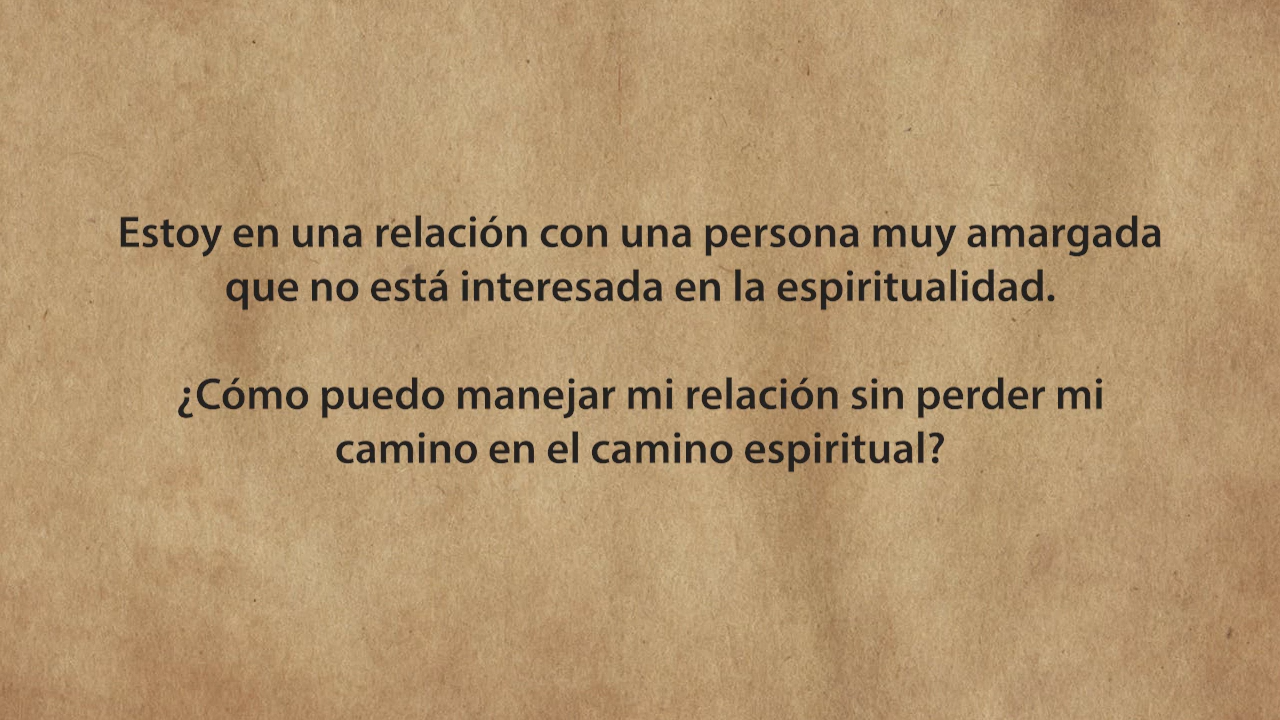 Estoy en una relación con una persona muy amargada
que no está interesada en la espiritualidad.
¿Cómo puedo manejar mi relación sin perder mi
camino en el camino espiritual?